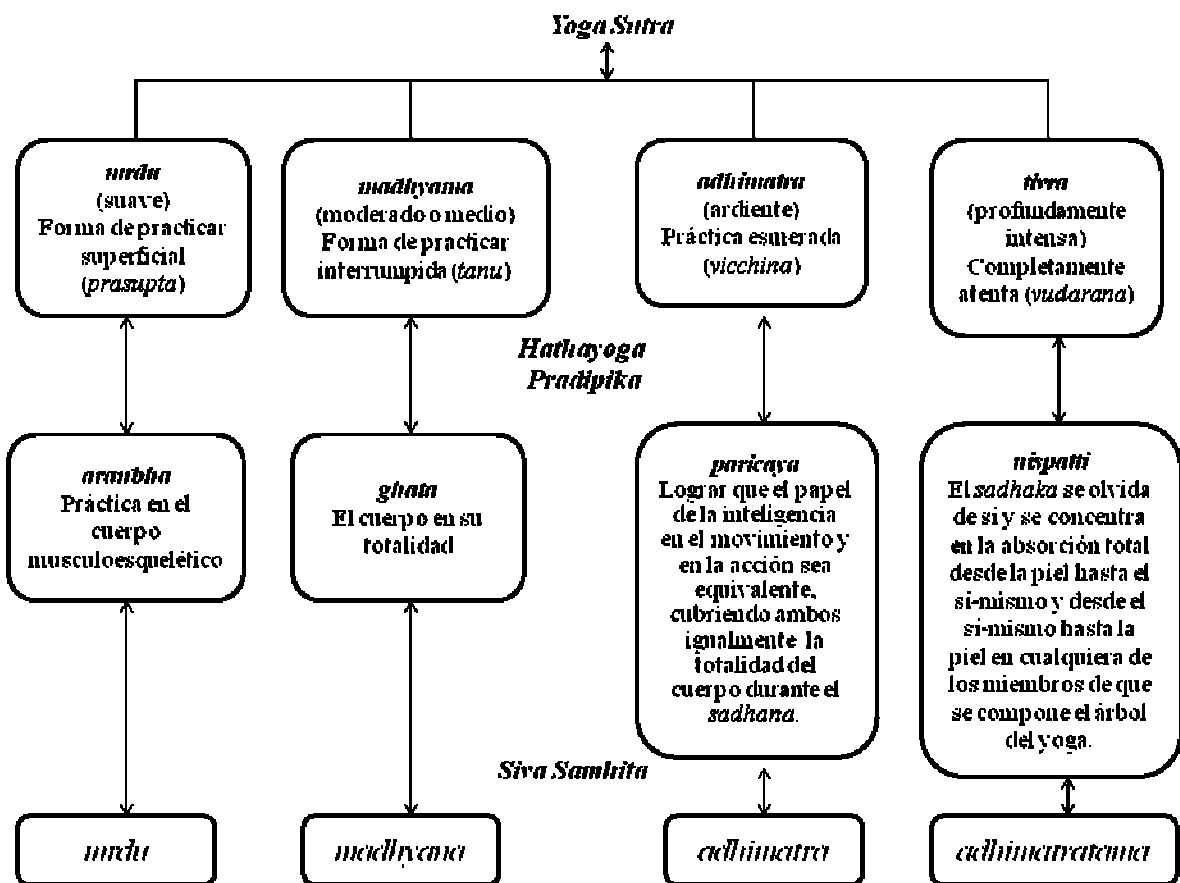 Yoga Sutra
mrdu
(suave)
Forma de practicar
superficial
(prasupta)
madhyama
(moderado o medio)
Forma de practicar
interrumpida (tanu)
adhimatra
(ardiente)
Práctica esmerada
(vicchina)
tivra
(profundamente
intensa)
Completamente
atenta (vudarana)
Hathayoga
Pradipika
arambha
Práctica en el
cuerpo
musculoesquelético
ghata
El cuerpo en su
totalidad
paricaya
Lograr que el papel
de la inteligencia
en el movimiento y
en la acción sea
equivalente,
cubriendo ambos
igualmente la
totalidad del
cuerpo durante el
sadhana.
nispatti
El sadhaka se olvida
de si y se concentra
en la absorción total
desde la piel hasta el
si-mismo y desde el
si-mismo hasta la
piel en cualquiera de
los miembros de que
se compone el árbol
del yoga.
Siva Samhita
mrdu
madhyama
adhimatra
adhimatratama